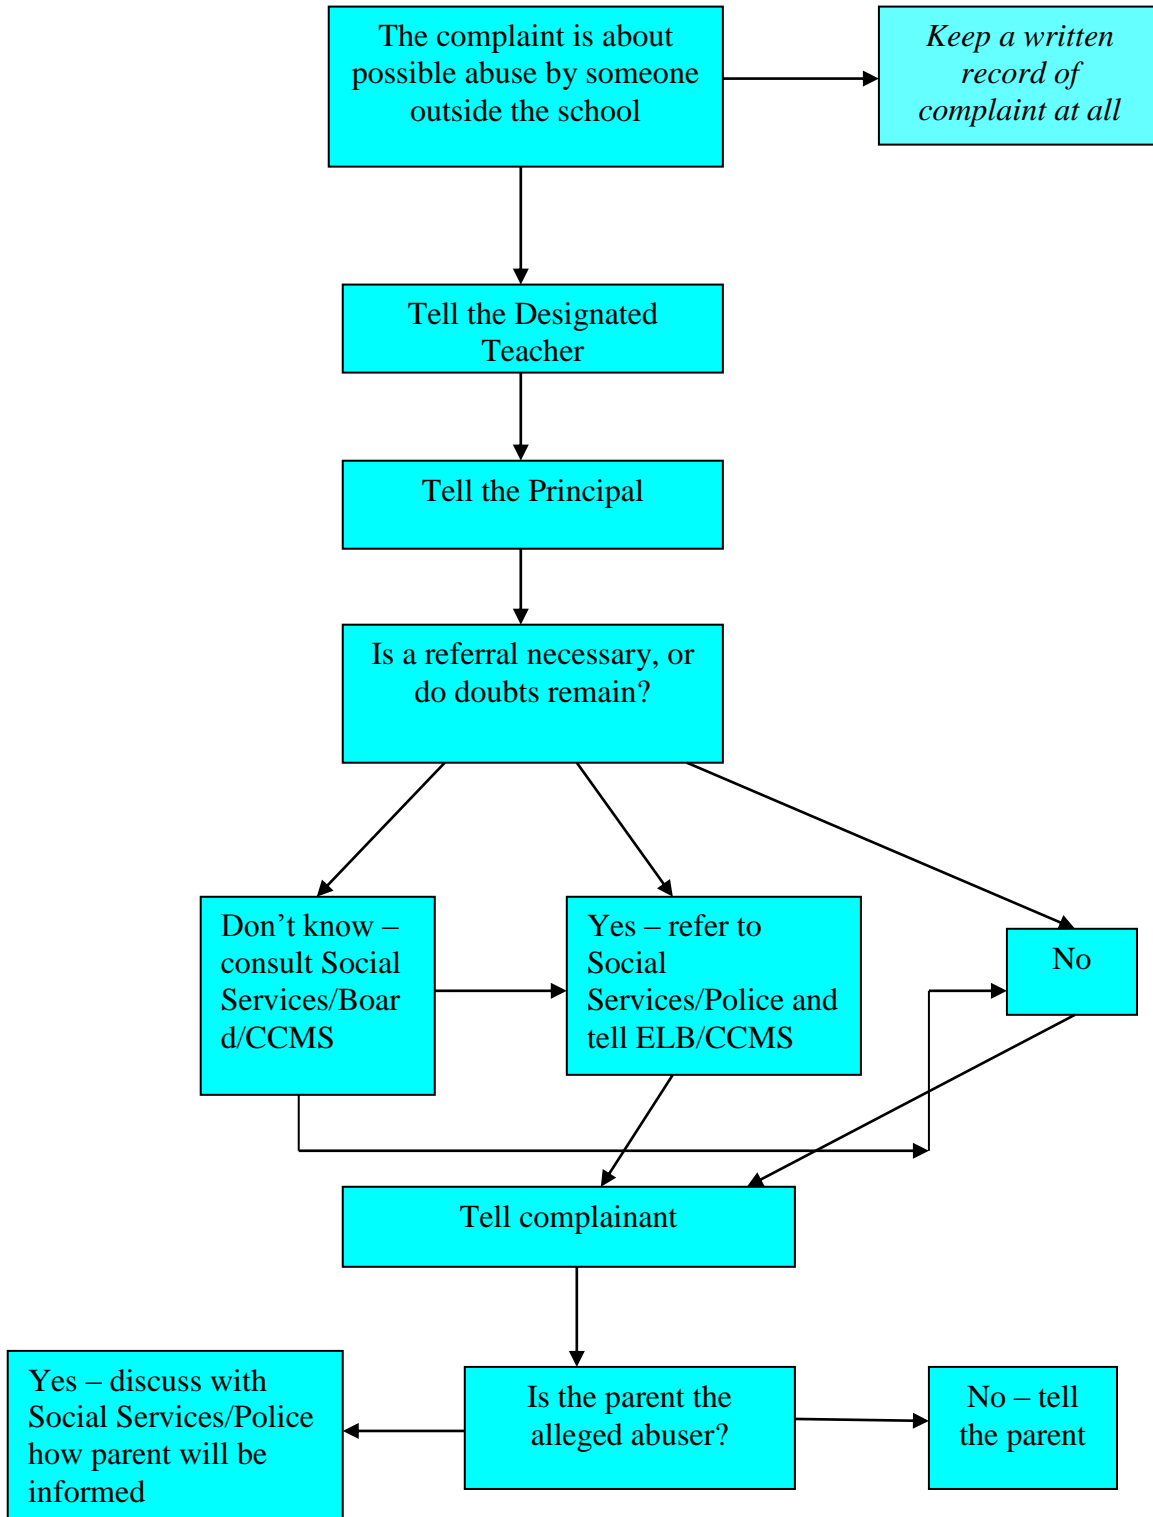 The complaint is about
possible abuse by someone
outside the school
Keep a written
record of
complaint at all
Tell the Designated
Teacher
Tell the Principal
Is a referral necessary, or
do doubts remain?
Don’t know –
consult Social
Services/Boar
d/CCMS
Yes – refer to
Social
Services/Police and
tell ELB/CCMS
No
Tell complainant
Yes – discuss with
Social Services/Police
how parent will be
informed
Is the parent the
alleged abuser?
No – tell
the parent